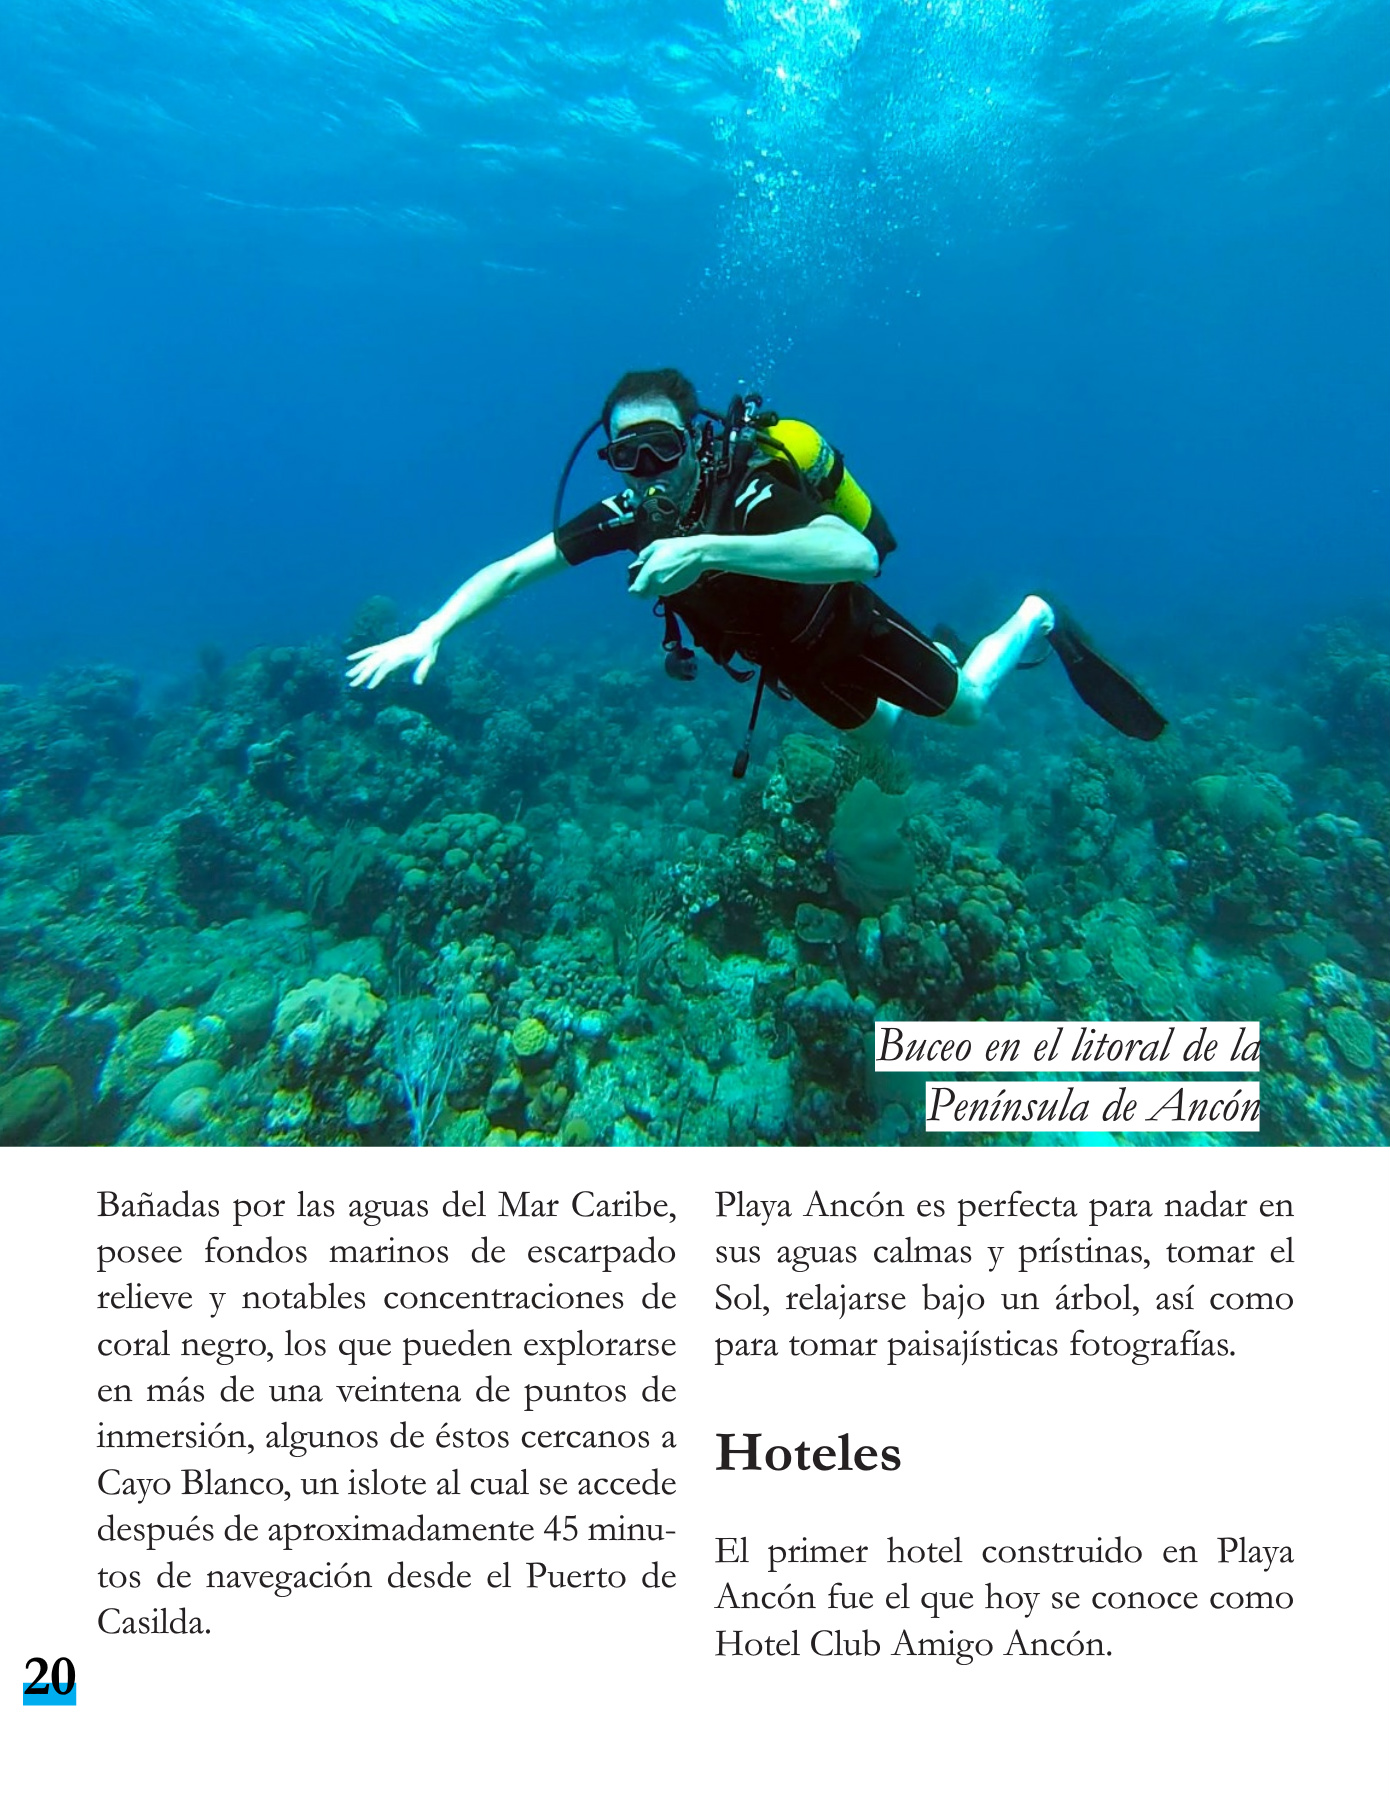 Buceo en el litoral de la
Península de Ancón
Bañadas por las aguas del Mar Caribe,
posee fondos marinos de escarpado
relieve y notables concentraciones de
coral negro, los que pueden explorarse
en más de una veintena de puntos de
inmersión, algunos de éstos cercanos a
Cayo Blanco, un islote al cual se accede
después de aproximadamente 45 minu-
tos de navegación desde el Puerto de
Casilda.
Playa Ancón es perfecta para nadar en
sus aguas calmas y prístinas, tomar el
Sol, relajarse bajo un árbol, así como
para tomar paisajísticas fotografías.
Hoteles
El primer hotel construido en Playa
Ancón fue el que hoy se conoce como
Hotel Club Amigo Ancón.
20